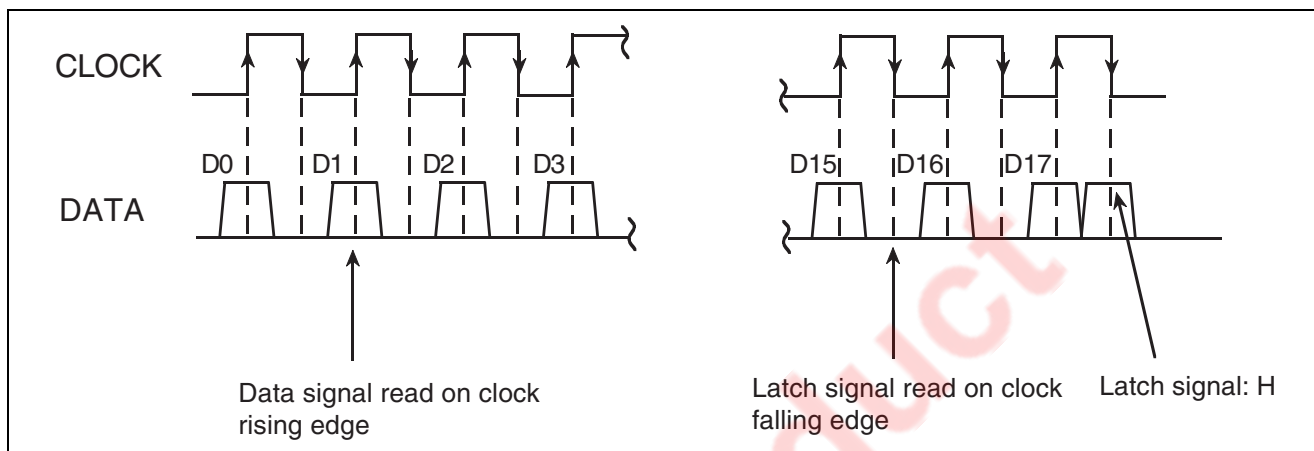 CLOCK
D0 D1 D2 D3 D15 D16 D17
DATA
Data signal read on clock
rising edge
Latch signal read on clock
falling edge
Latch signal: H
duct